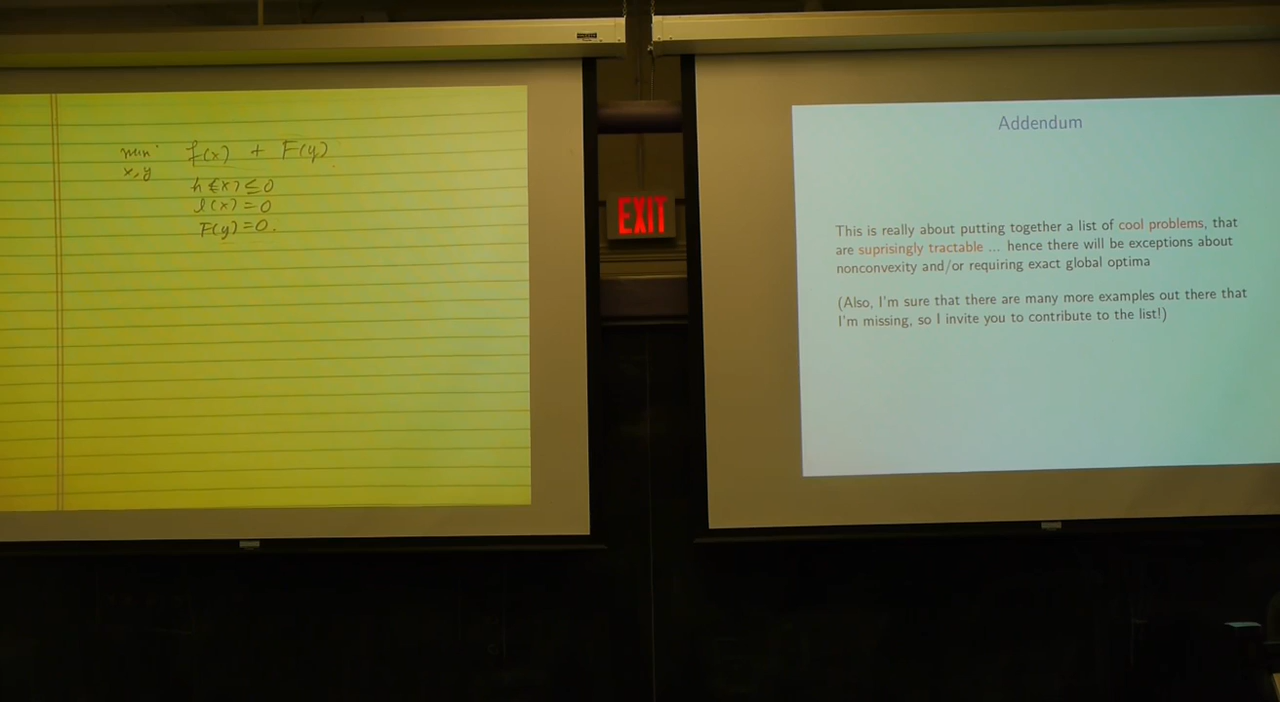 min f(x) + F(y)
x, y
h(x) ≤ 0
l(x) = 0
F(y) = 0.
EXIT
Addendum
This is really about putting together a list of cool problems, that
are suprisingly tractable ... hence there will be exceptions about
nonconvexity and/or requiring exact global optima
(Also, I'm sure that there are many more examples out there that
I'm missing, so I invite you to contribute to the list!)